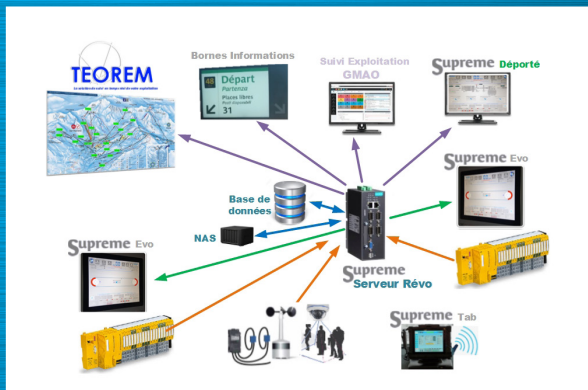 TEOREM
Bornes Informations
48 Départ
Partenza
Places libres
31
Suivi Exploitation
GMAO
Supreme Déporté
Supreme Evo
Base de
données
NAS
Supreme
Serveur Révo
Supreme Evo
Supreme Tab